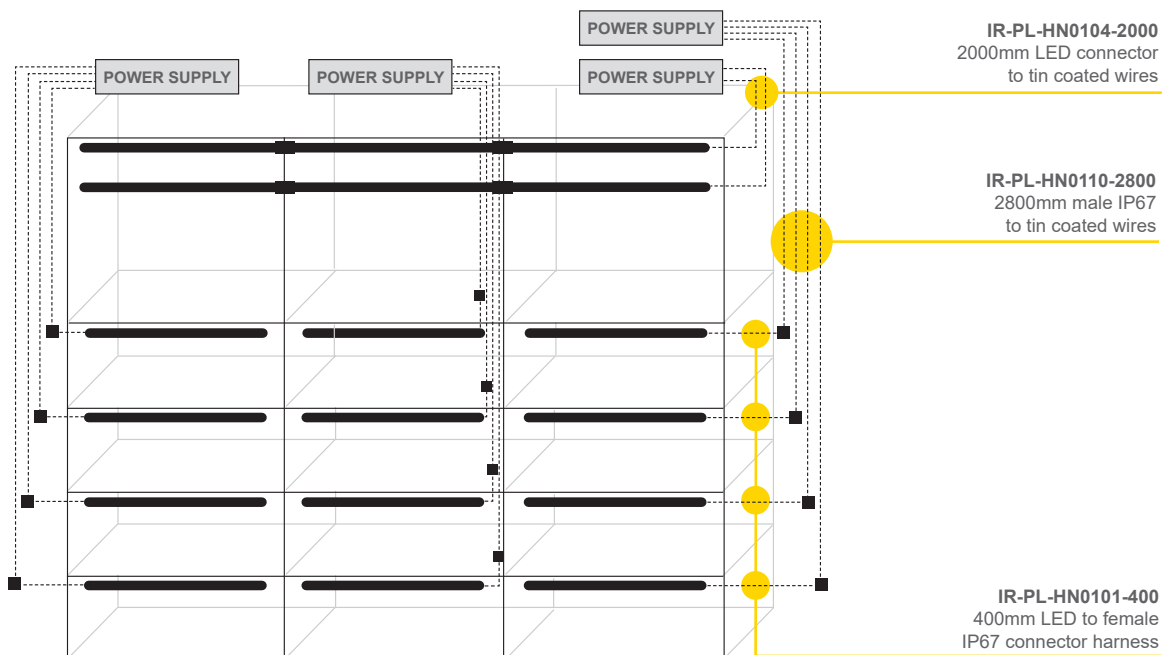 POWER SUPPLY
IR-PL-HN0104-2000
2000mm LED connector
to tin coated wires
POWER SUPPLY
POWER SUPPLY
POWER SUPPLY
IR-PL-HN0110-2800
2800mm male IP67
to tin coated wires
IR-PL-HN0101-400
400mm LED to female
IP67 connector harness